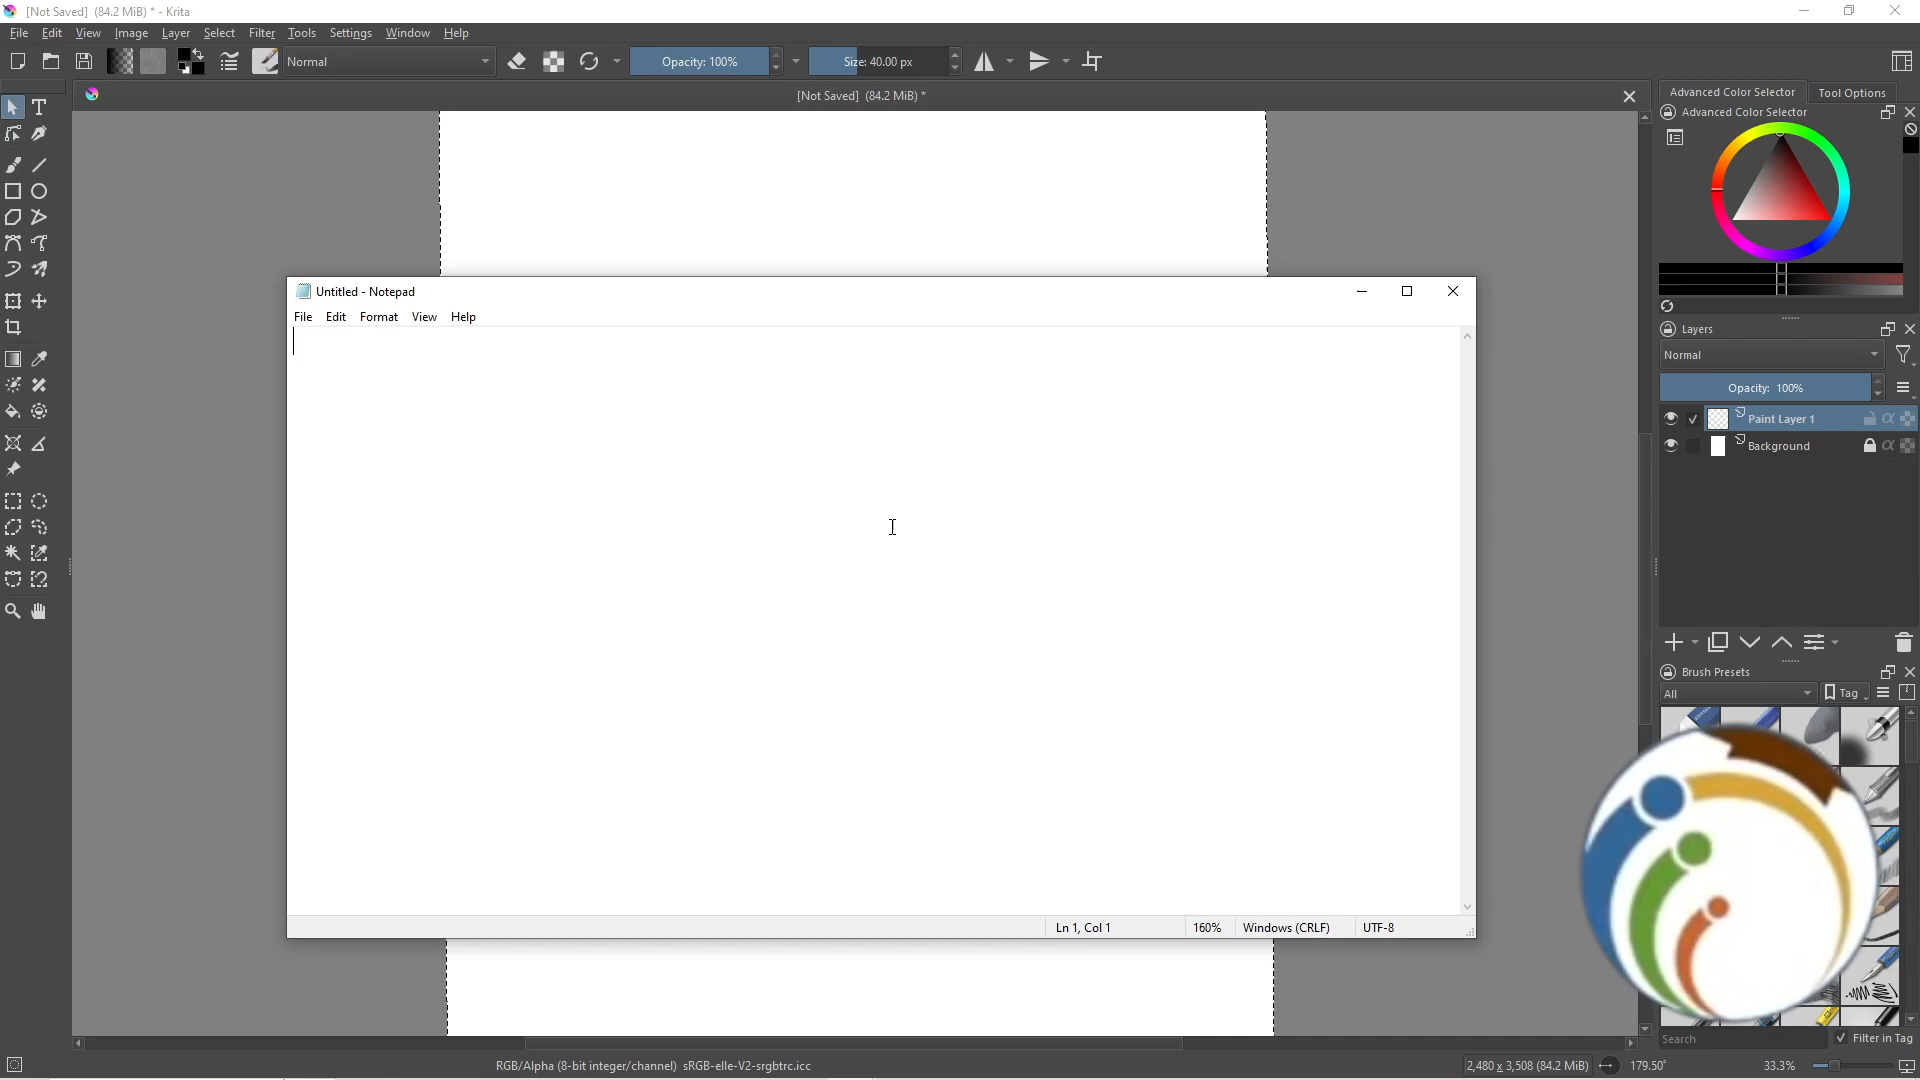 [Not Saved] (84.2 MiB) * - Krita
File Edit View Image Layer Select Filter Tools Settings Window Help
Normal
Opacity: 100%
Size: 40.00 px
[Not Saved] (84.2 MiB) *
Advanced Color Selector
Tool Options
Advanced Color Selector
Untitled - Notepad
File Edit Format View Help
Layers
Normal
Opacity: 100%
Paint Layer 1
Background
Brush Presets
All
Tag
Ln 1, Col 1
160%
Windows (CRLF)
UTF-8
Search
Filter in Tag
RGB/Alpha (8-bit integer/channel) sRGB-elle-V2-srgbtrc.icc
2,480 x 3,508 (84.2 MiB)
179.50°
33.3%